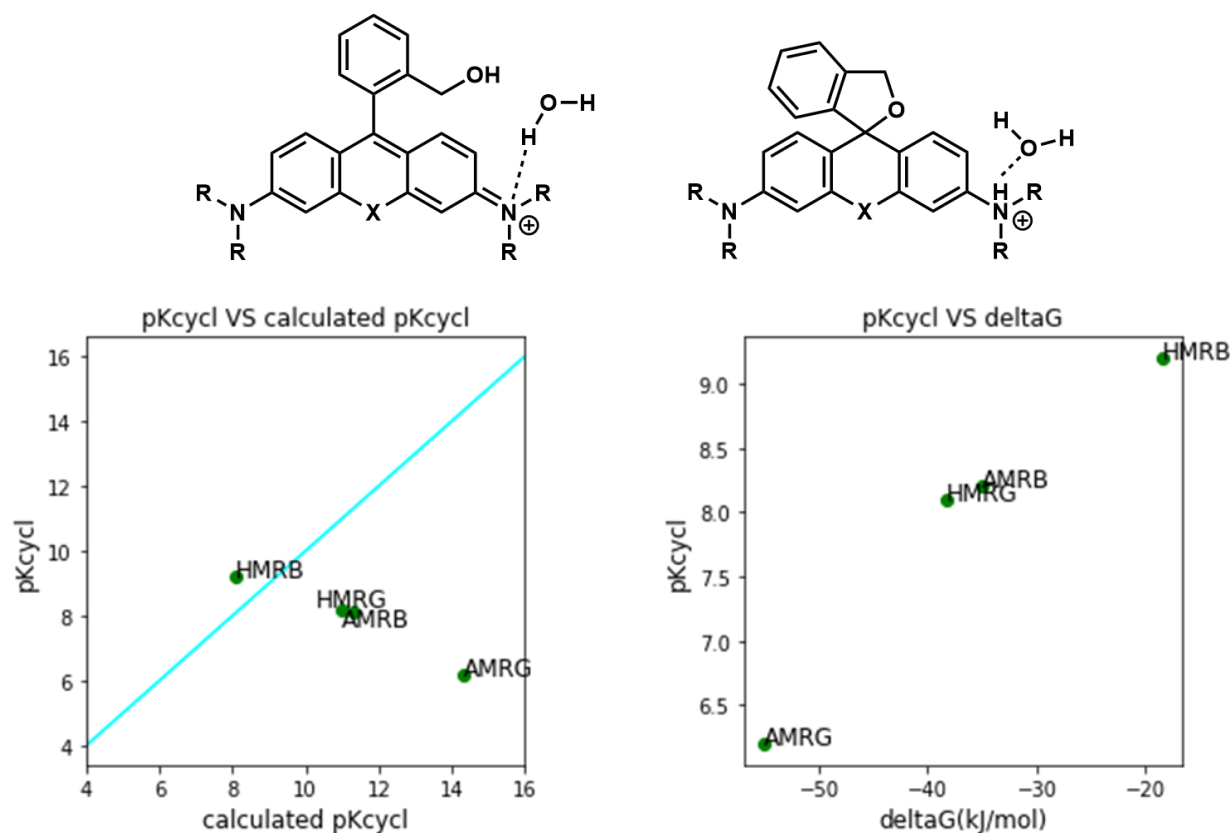 OH
O–H
H
R
N
R
X
N
⊕
R
R
O
H
O
H
R
N
R
X
H
N
⊕
R
R
pKcycl VS calculated pKcycl
16
14
12
10
8
6
4
pKcycl
HMRB
HMRG
AMRB
AMRG
4 6 8 10 12 14 16
calculated pKcycl
pKcycl VS deltaG
9.0
8.5
8.0
7.5
7.0
6.5
pKcycl
HMRB
AMRB
HMRG
AMRG
−50 −40 −30 −20
deltaG(kJ/mol)